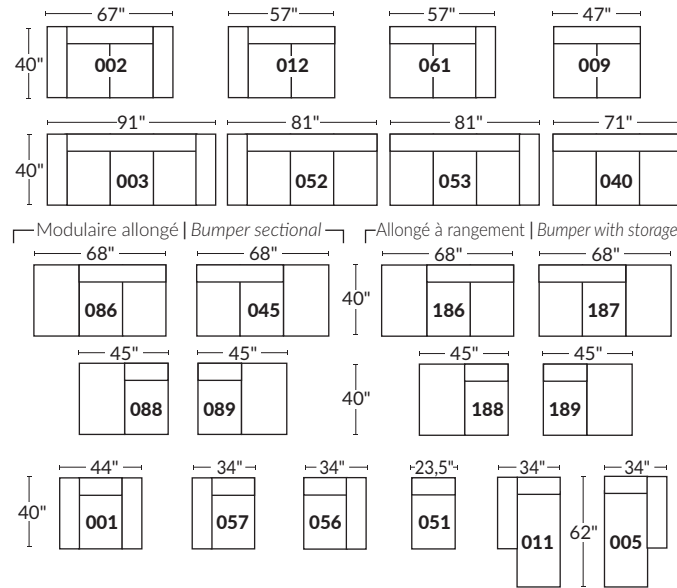 67" 57" 57" 47"
40" 002 012 061 009
91" 81" 81" 71"
40" 003 052 053 040
Modulaire allongé | Bumper sectional Allongé à rangement | Bumper with storage
68" 68" 68" 68"
086 045 40" 186 187
45" 45" 45" 45"
088 089 40" 188 189
44" 34" 34" 23,5" 34" 34"
40" 001 057 056 051 011 62" 005